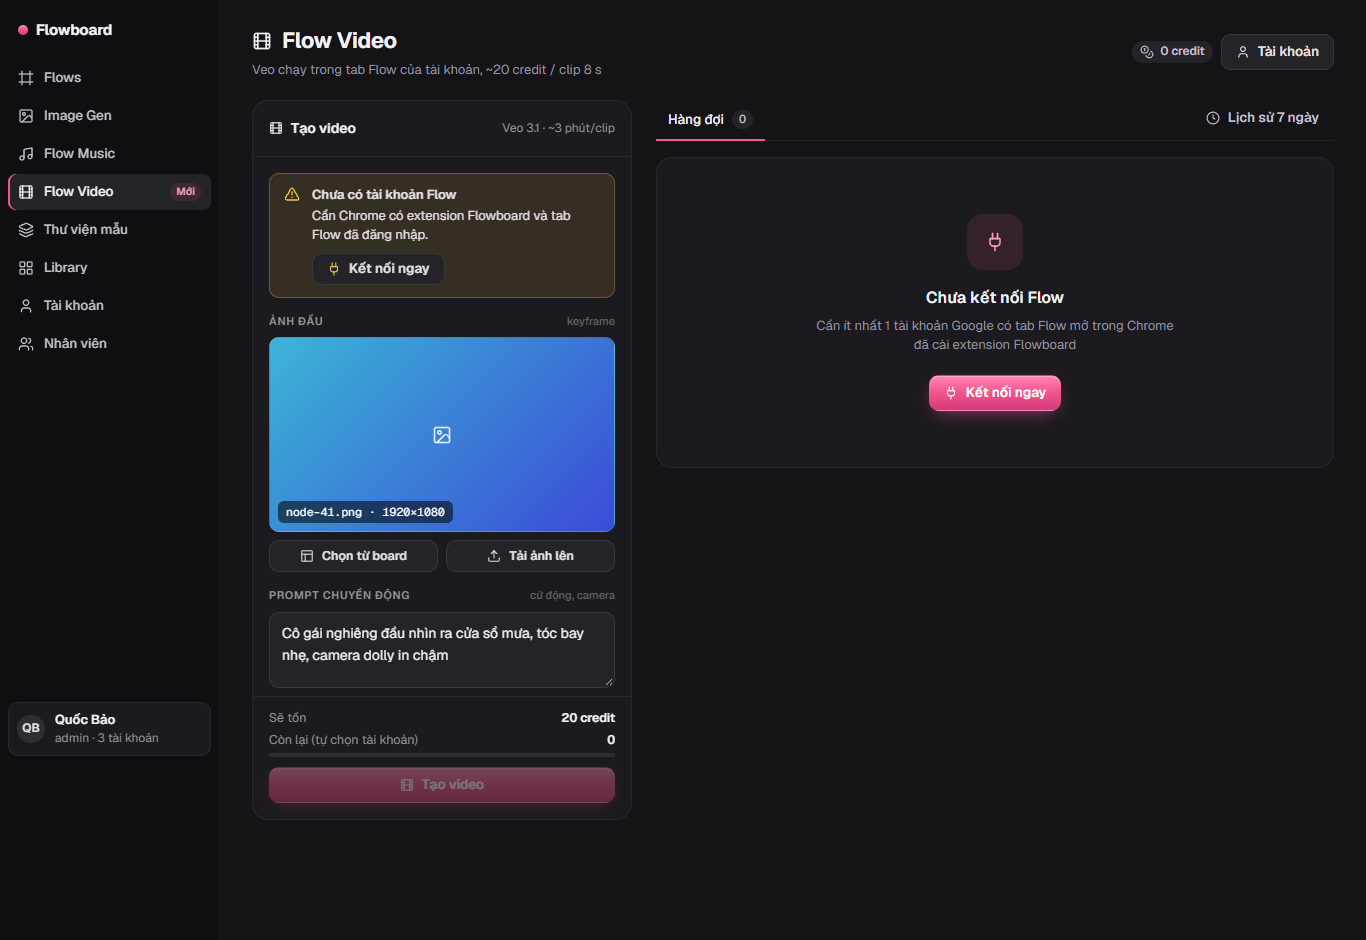 Flowboard
Flows
Image Gen
Flow Music
Flow Video
Mới
Thư viện mẫu
Library
Tài khoản
Nhân viên
QB
Quốc Bảo
admin · 3 tài khoản
Flow Video
Veo chạy trong tab Flow của tài khoản, ~20 credit / clip 8 s
0 credit
Tài khoản
Tạo video
Veo 3.1 · ~3 phút/clip
Chưa có tài khoản Flow
Cần Chrome có extension Flowboard và tab
Flow đã đăng nhập.
Kết nối ngay
ẢNH ĐẦU
keyframe
node-41.png · 1920×1080
Chọn từ board
Tải ảnh lên
PROMPT CHUYỂN ĐỘNG
cử động, camera
Cô gái nghiêng đầu nhìn ra cửa sổ mưa, tóc bay
nhẹ, camera dolly in chậm
Sẽ tốn
20 credit
Còn lại (tự chọn tài khoản)
0
Tạo video
Hàng đợi
0
Lịch sử 7 ngày
Chưa kết nối Flow
Cần ít nhất 1 tài khoản Google có tab Flow mở trong Chrome
đã cài extension Flowboard
Kết nối ngay